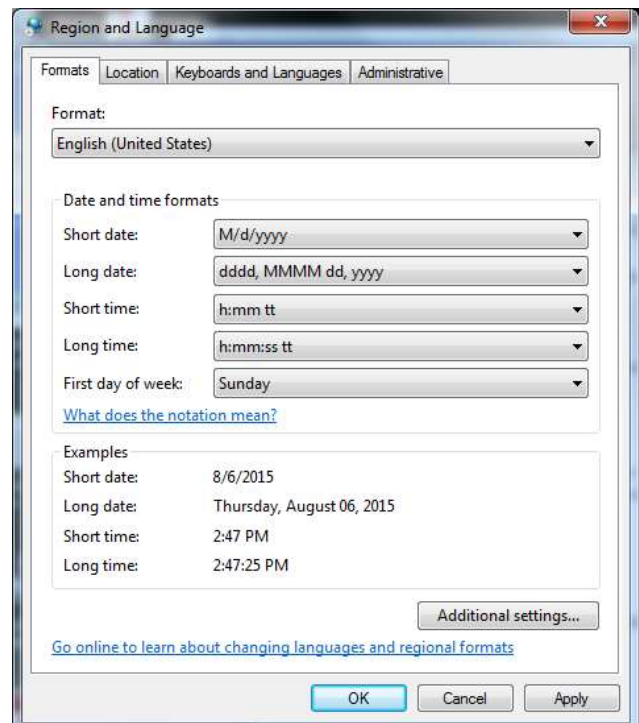 Region and Language
Formats Location Keyboards and Languages Administrative
Format:
English (United States)
Date and time formats
Short date: M/d/yyyy
Long date: dddd, MMMM dd, yyyy
Short time: h:mm tt
Long time: h:mm:ss tt
First day of week: Sunday
What does the notation mean?
Examples
Short date: 8/6/2015
Long date: Thursday, August 06, 2015
Short time: 2:47 PM
Long time: 2:47:25 PM
Additional settings...
Go online to learn about changing languages and regional formats
OK Cancel Apply